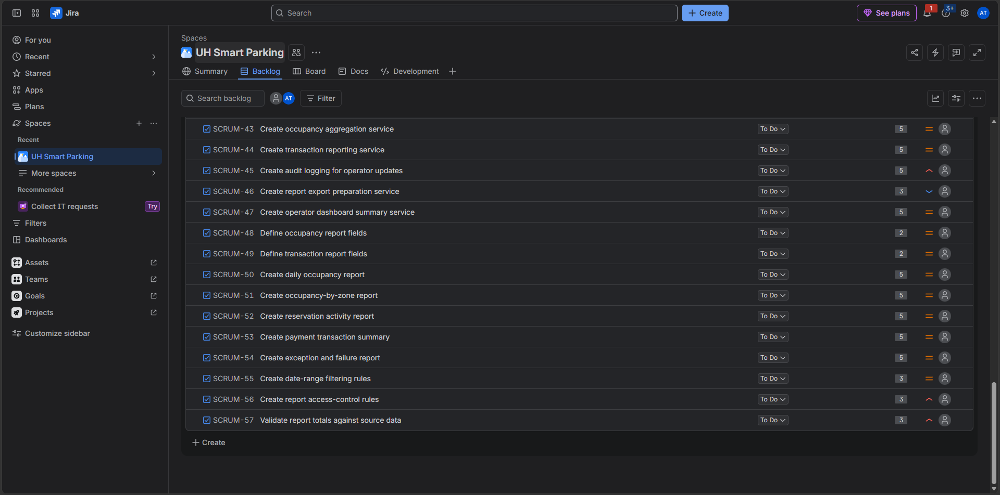 Jira
Search
Create
See plans
1
3+
AT
For you
Recent
Starred
Apps
Plans
Spaces
Recent
UH Smart Parking
More spaces
Recommended
Collect IT requests
Try
Filters
Dashboards
Assets
Teams
Goals
Projects
Customize sidebar
Spaces
UH Smart Parking
Summary
Backlog
Board
Docs
Development
Search backlog
AT
Filter
SCRUM-43 Create occupancy aggregation service To Do 5
SCRUM-44 Create transaction reporting service To Do 5
SCRUM-45 Create audit logging for operator updates To Do 5
SCRUM-46 Create report export preparation service To Do 3
SCRUM-47 Create operator dashboard summary service To Do 5
SCRUM-48 Define occupancy report fields To Do 2
SCRUM-49 Define transaction report fields To Do 2
SCRUM-50 Create daily occupancy report To Do 5
SCRUM-51 Create occupancy-by-zone report To Do 5
SCRUM-52 Create reservation activity report To Do 5
SCRUM-53 Create payment transaction summary To Do 5
SCRUM-54 Create exception and failure report To Do 5
SCRUM-55 Create date-range filtering rules To Do 3
SCRUM-56 Create report access-control rules To Do 3
SCRUM-57 Validate report totals against source data To Do 3
Create